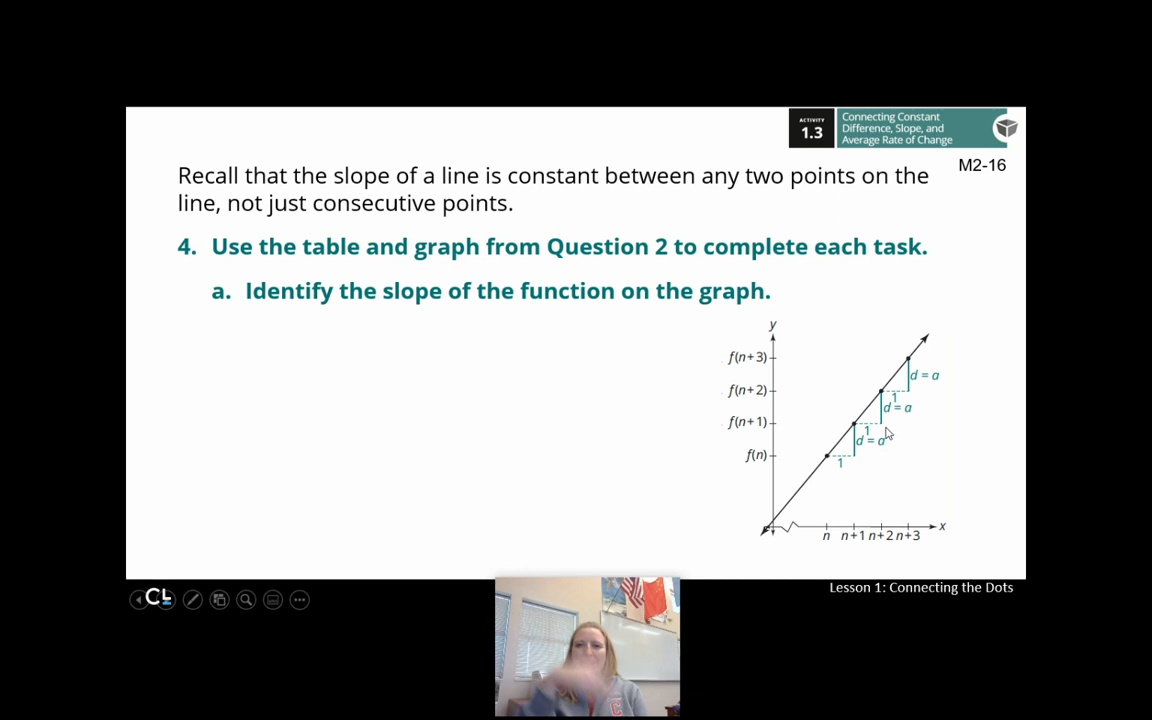 ACTIVITY
1.3
Connecting Constant
Difference, Slope, and
Average Rate of Change
M2-16
Recall that the slope of a line is constant between any two points on the
line, not just consecutive points.
4. Use the table and graph from Question 2 to complete each task.
a. Identify the slope of the function on the graph.
y
f(n+3)
d = a
f(n+2)
1
d = a
f(n+1)
1
d = a
f(n)
1
x
n n+1 n+2 n+3
Lesson 1: Connecting the Dots
CL
E